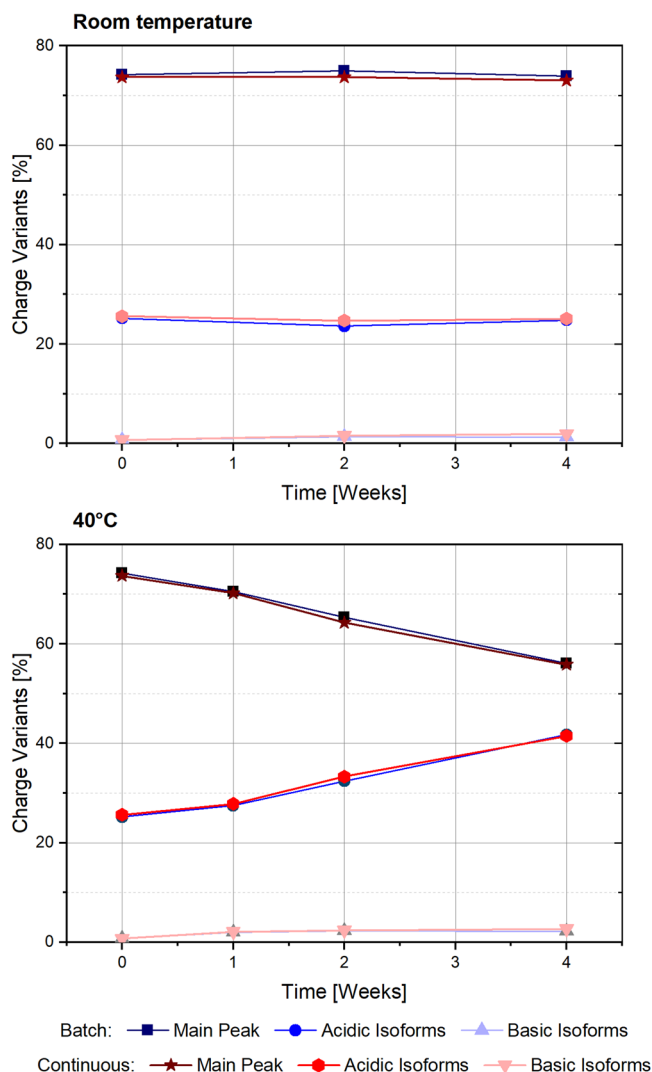 Room temperature
80
60
40
20
0
Charge Variants [%]
0 1 2 3 4
Time [Weeks]
40°C
80
60
40
20
0
Charge Variants [%]
0 1 2 3 4
Time [Weeks]
Batch: Main Peak Acidic Isoforms Basic Isoforms
Continuous: Main Peak Acidic Isoforms Basic Isoforms